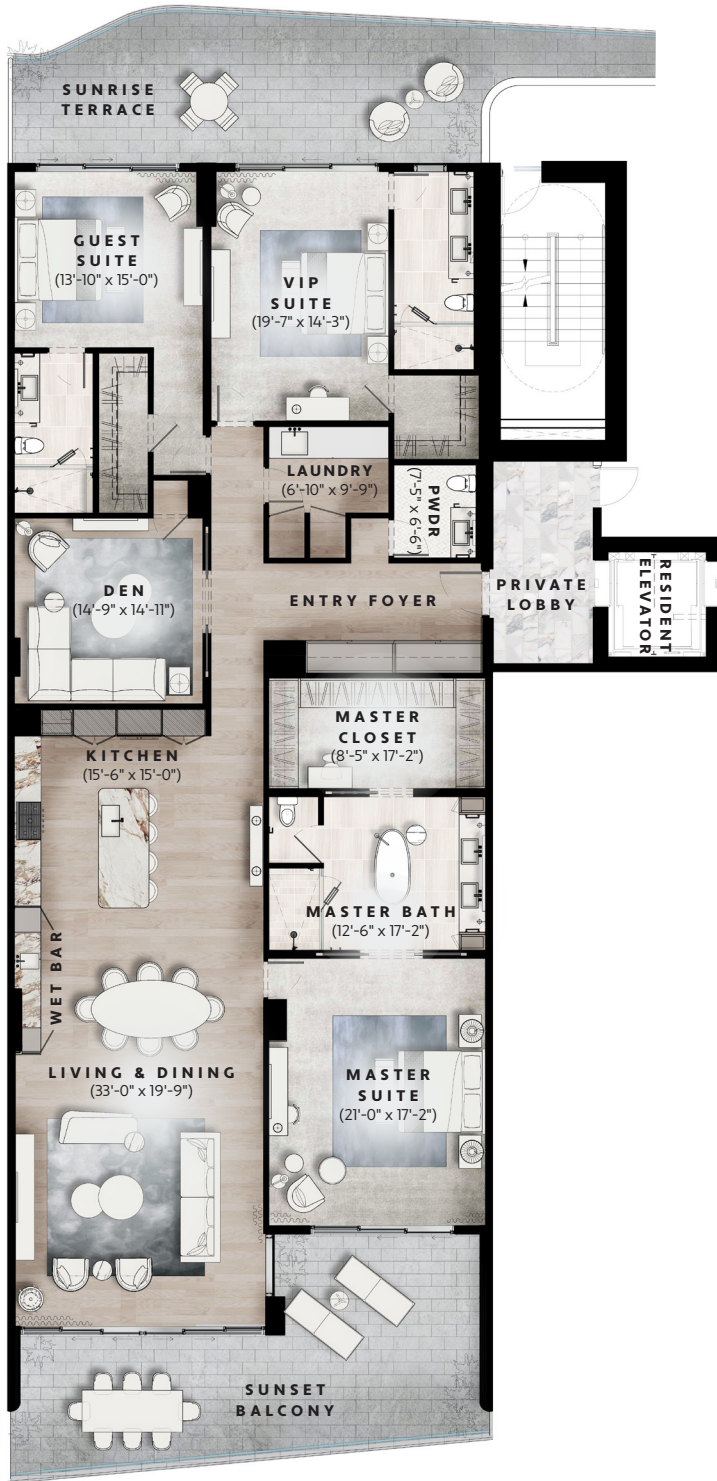 SUNRISE
TERRACE
GUEST
SUITE
(13'-10" x 15'-0")
VIP
SUITE
(19'-7" x 14'-3")
LAUNDRY
(6'-10" x 9'-9")
PWDR
(7'-5" x 6'-6")
DEN
(14'-9" x 14'-11")
ENTRY FOYER
PRIVATE
LOBBY
RESIDENT
ELEVATOR
MASTER
CLOSET
(8'-5" x 17'-2")
KITCHEN
(15'-6" x 15'-0")
MASTER BATH
(12'-6" x 17'-2")
WET BAR
LIVING & DINING
(33'-0" x 19'-9")
MASTER
SUITE
(21'-0" x 17'-2")
SUNSET
BALCONY